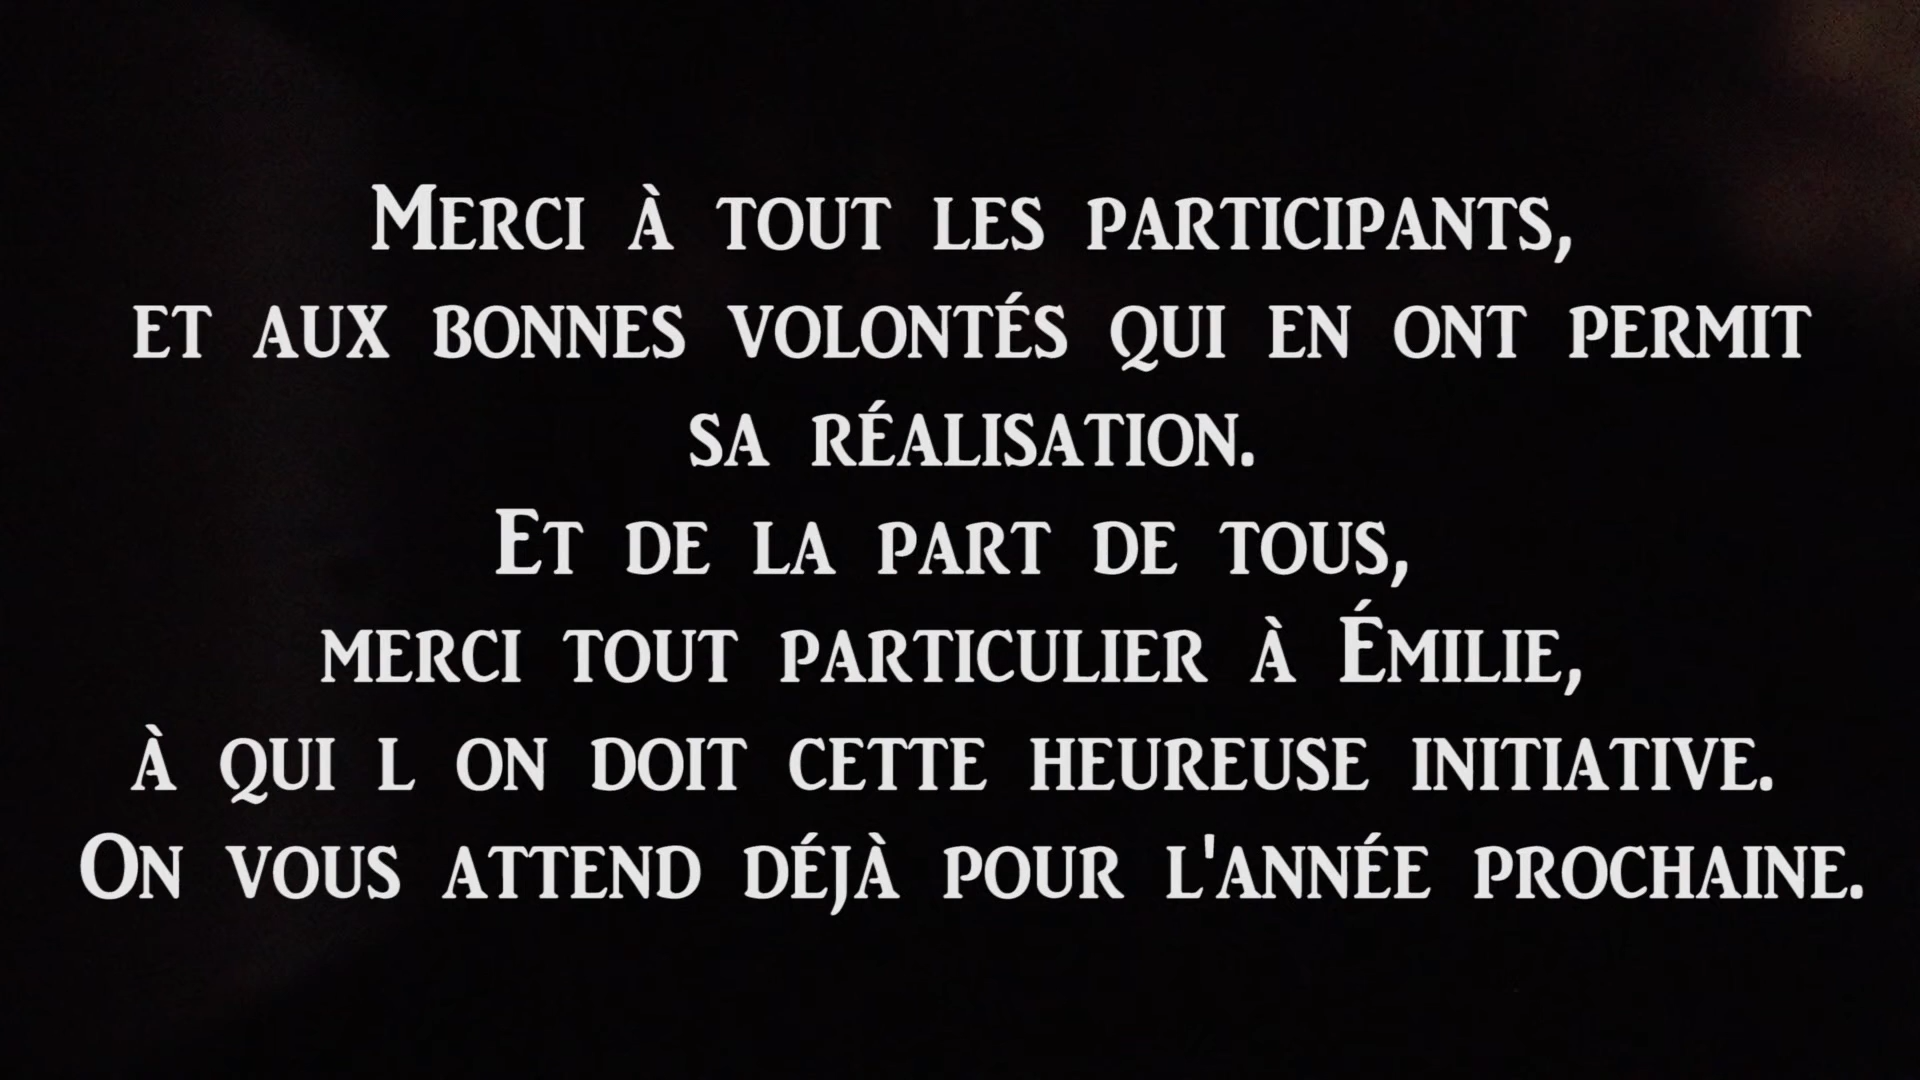 Merci à tout les participants,
et aux bonnes volontés qui en ont permit
sa réalisation.
Et de la part de tous,
merci tout particulier à Émilie,
à qui l on doit cette heureuse initiative.
On vous attend déjà pour l'année prochaine.